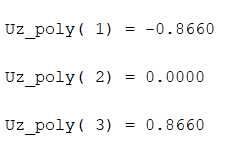 Uz_poly( 1) = -0.8660
Uz_poly( 2) = 0.0000
Uz_poly( 3) = 0.8660